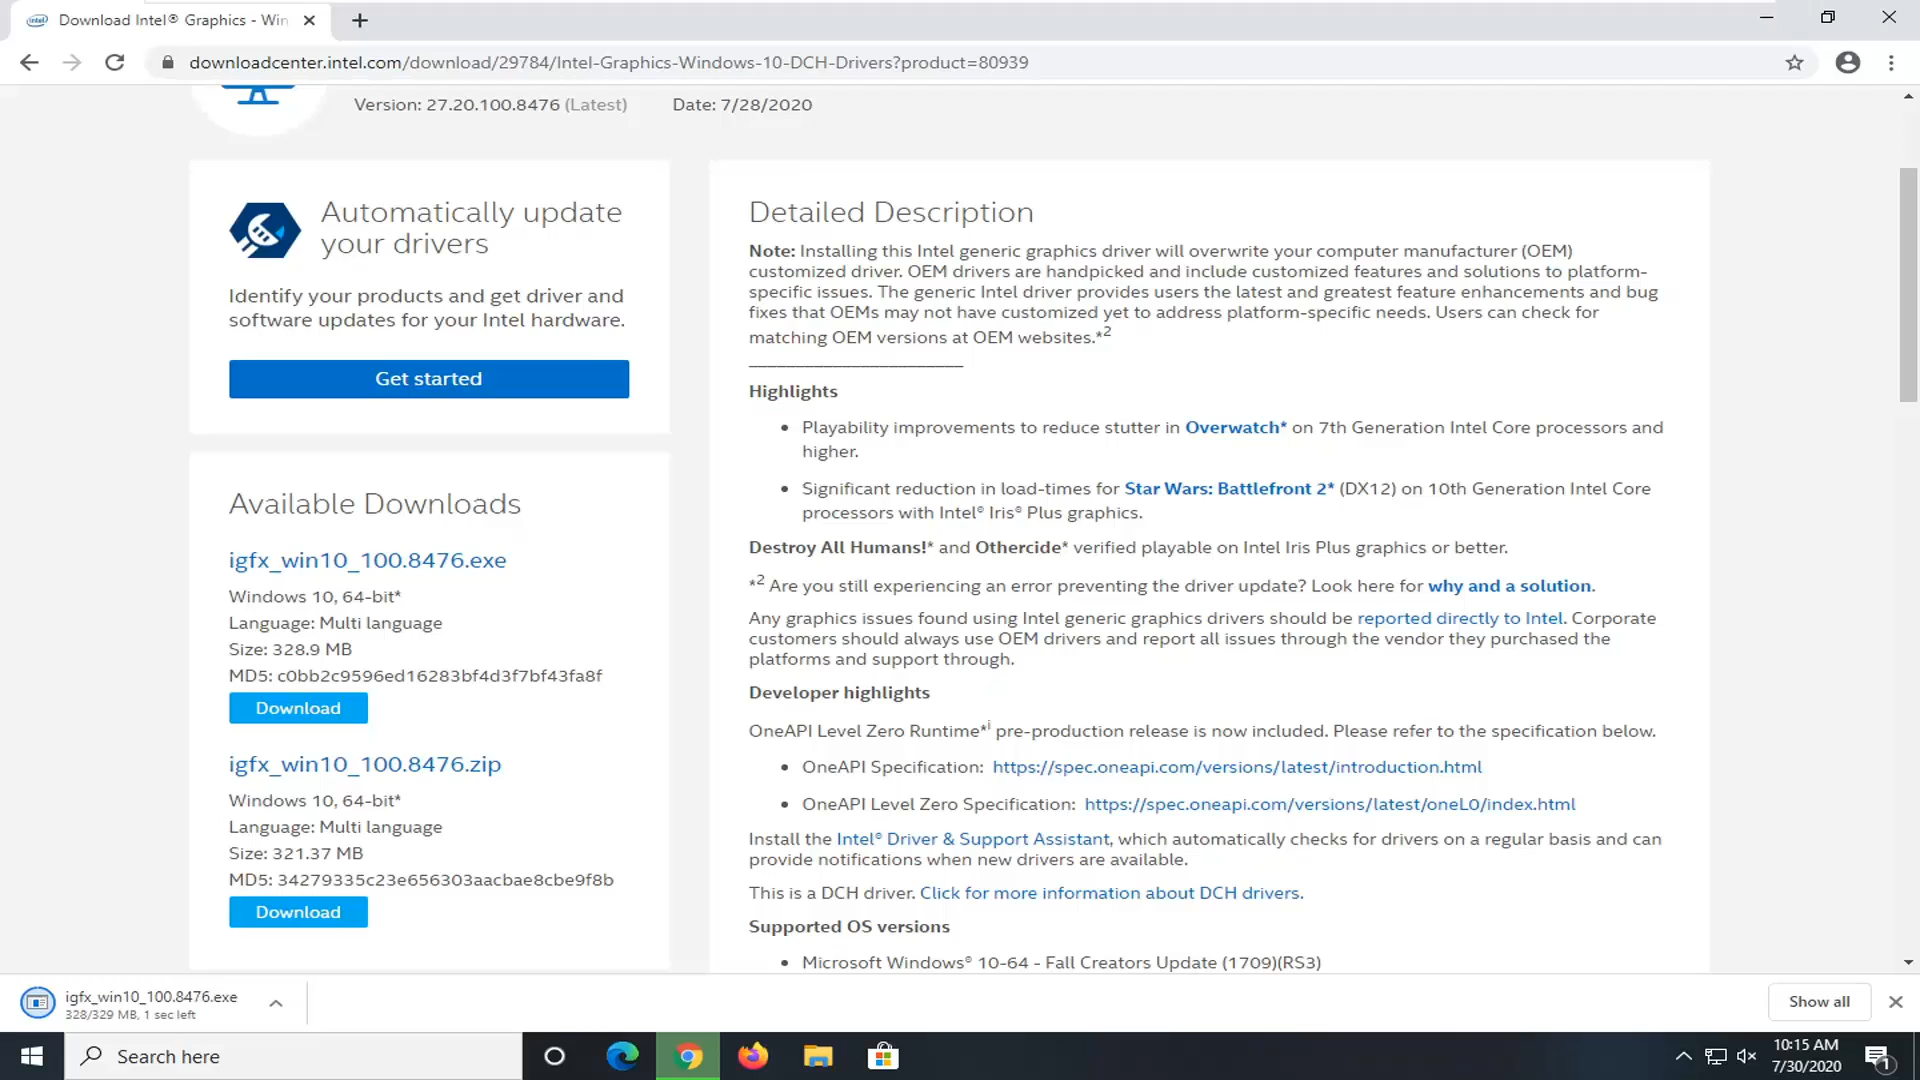 Download Intel® Graphics - Win
downloadcenter.intel.com/download/29784/Intel-Graphics-Windows-10-DCH-Drivers?product=80939
Version: 27.20.100.8476 (Latest) Date: 7/28/2020
Automatically update
your drivers
Identify your products and get driver and
software updates for your Intel hardware.
Get started
Available Downloads
igfx_win10_100.8476.exe
Windows 10, 64-bit*
Language: Multi language
Size: 328.9 MB
MD5: c0bb2c9596ed16283bf4d3f7bf43fa8f
Download
igfx_win10_100.8476.zip
Windows 10, 64-bit*
Language: Multi language
Size: 321.37 MB
MD5: 34279335c23e656303aacbae8cbe9f8b
Download
Detailed Description
Note: Installing this Intel generic graphics driver will overwrite your computer manufacturer (OEM)
customized driver. OEM drivers are handpicked and include customized features and solutions to platform-
specific issues. The generic Intel driver provides users the latest and greatest feature enhancements and bug
fixes that OEMs may not have customized yet to address platform-specific needs. Users can check for
matching OEM versions at OEM websites.*2
Highlights
• Playability improvements to reduce stutter in Overwatch* on 7th Generation Intel Core processors and
higher.
• Significant reduction in load-times for Star Wars: Battlefront 2* (DX12) on 10th Generation Intel Core
processors with Intel® Iris® Plus graphics.
Destroy All Humans!* and Othercide* verified playable on Intel Iris Plus graphics or better.
*2 Are you still experiencing an error preventing the driver update? Look here for why and a solution.
Any graphics issues found using Intel generic graphics drivers should be reported directly to Intel. Corporate
customers should always use OEM drivers and report all issues through the vendor they purchased the
platforms and support through.
Developer highlights
OneAPI Level Zero Runtime*i pre-production release is now included. Please refer to the specification below.
• OneAPI Specification: https://spec.oneapi.com/versions/latest/introduction.html
• OneAPI Level Zero Specification: https://spec.oneapi.com/versions/latest/oneL0/index.html
Install the Intel® Driver & Support Assistant, which automatically checks for drivers on a regular basis and can
provide notifications when new drivers are available.
This is a DCH driver. Click for more information about DCH drivers.
Supported OS versions
• Microsoft Windows® 10-64 - Fall Creators Update (1709)(RS3)
igfx_win10_100.8476.exe
328/329 MB, 1 sec left
Show all
Search here
10:15 AM
7/30/2020
1